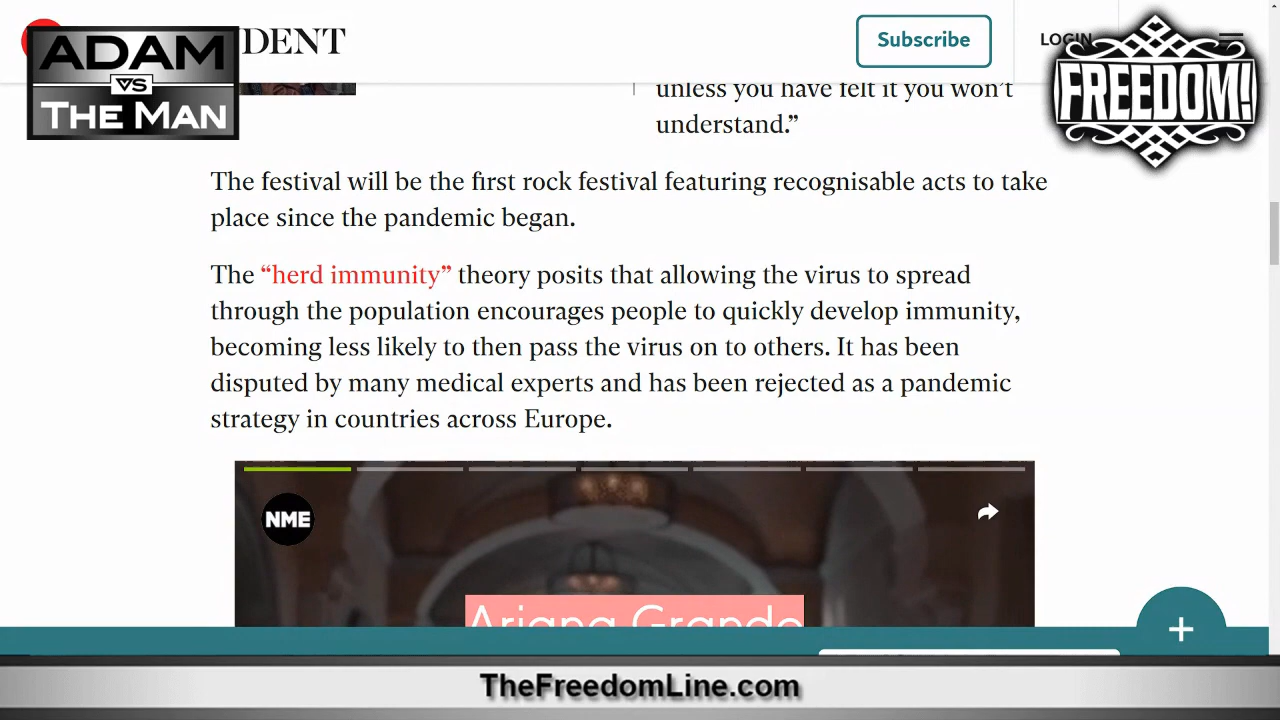 ADAM
VS
THE MAN
DENT
Subscribe
LOGIN
FREEDOM!
unless you have felt it you won't
understand.”
The festival will be the first rock festival featuring recognisable acts to take
place since the pandemic began.
The “herd immunity” theory posits that allowing the virus to spread
through the population encourages people to quickly develop immunity,
becoming less likely to then pass the virus on to others. It has been
disputed by many medical experts and has been rejected as a pandemic
strategy in countries across Europe.
NME
Ariana Grande
+
TheFreedomLine.com